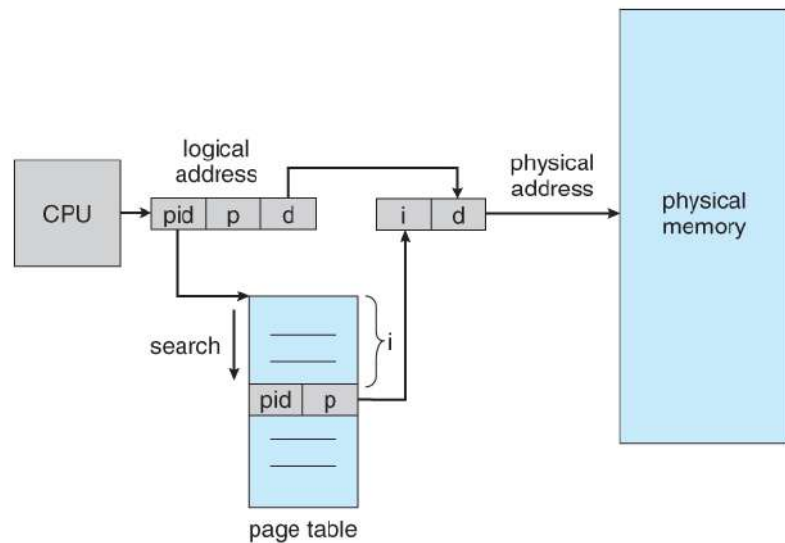 logical
address
physical
address
CPU
pid p d
i d
physical
memory
search
i
pid p
page table